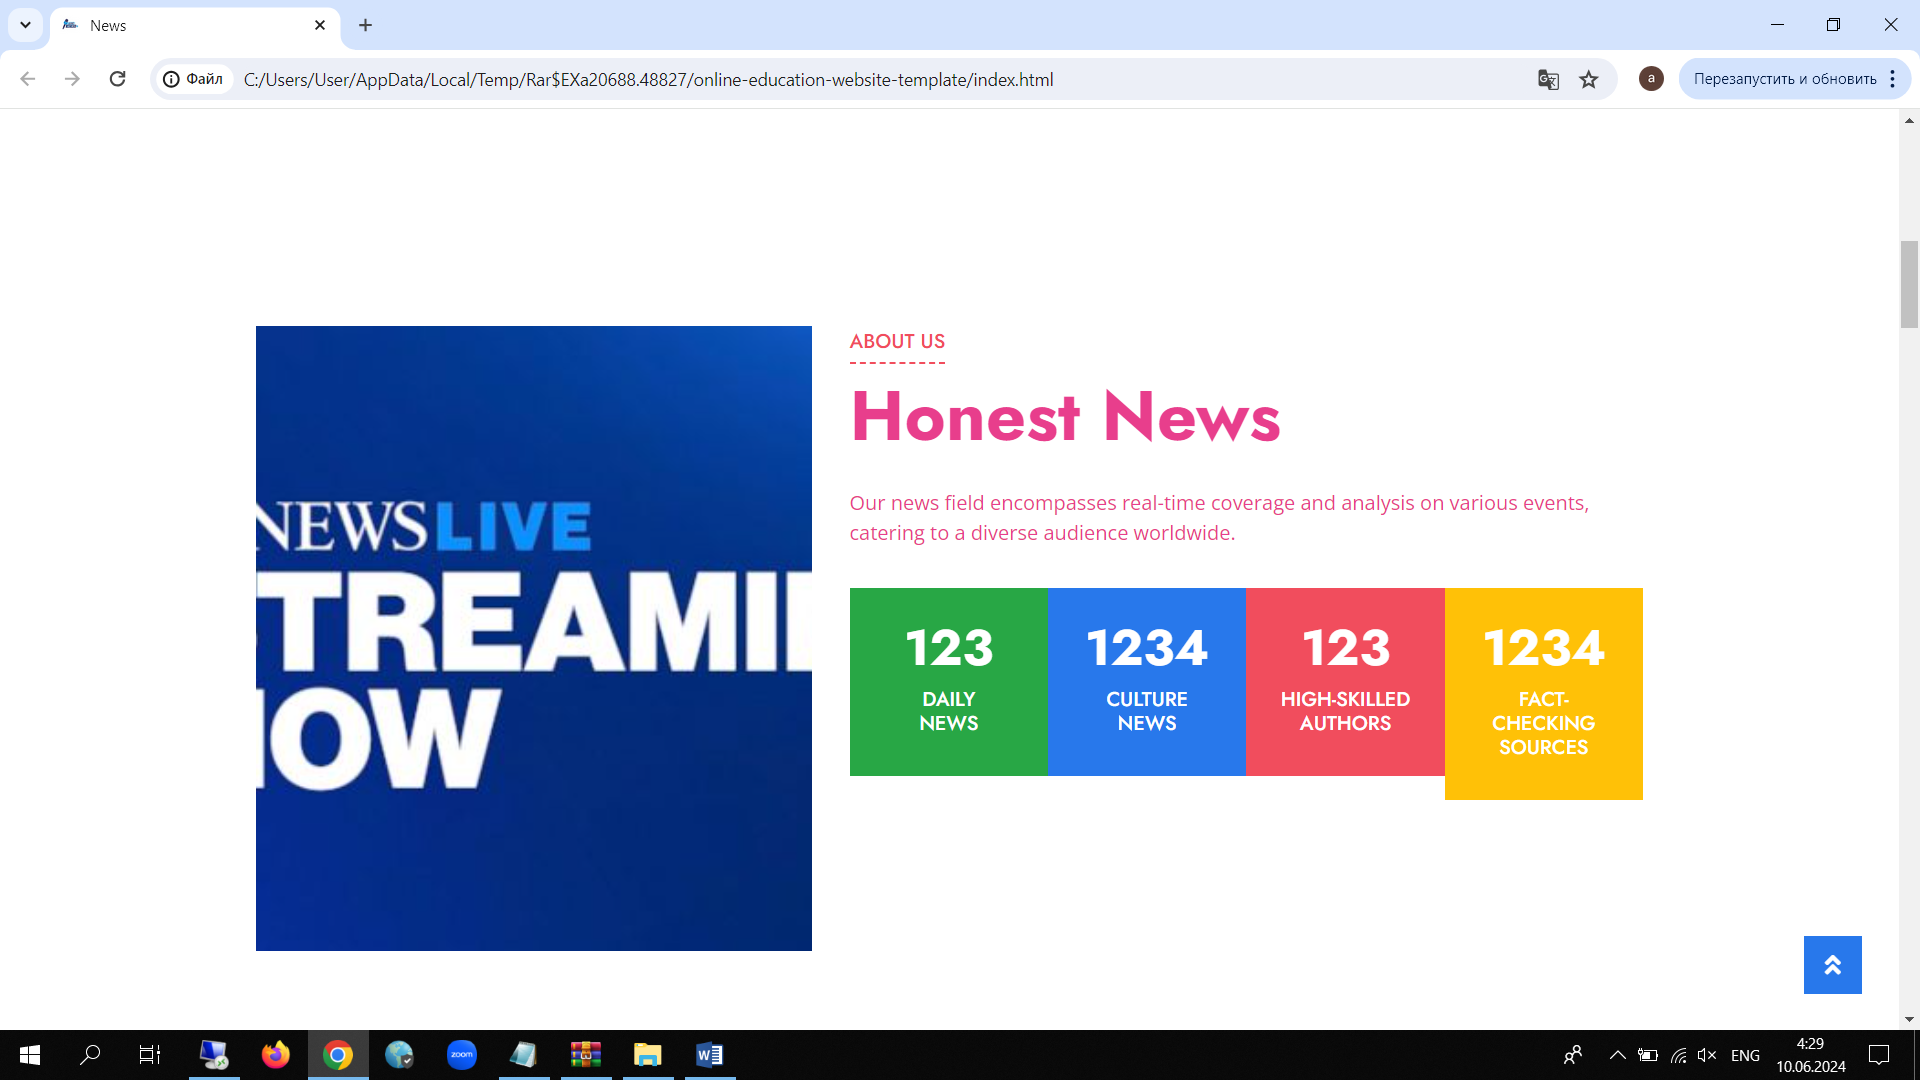 News
Файл
C:/Users/User/AppData/Local/Temp/Rar$EXa20688.48827/online-education-website-template/index.html
a
Перезапустить и обновить
ABOUT US
Honest News
Our news field encompasses real-time coverage and analysis on various events,
catering to a diverse audience worldwide.
NEWS LIVE
STREAMI
NOW
123
DAILY
NEWS
1234
CULTURE
NEWS
123
HIGH-SKILLED
AUTHORS
1234
FACT-
CHECKING
SOURCES
zoom
ENG
4:29
10.06.2024